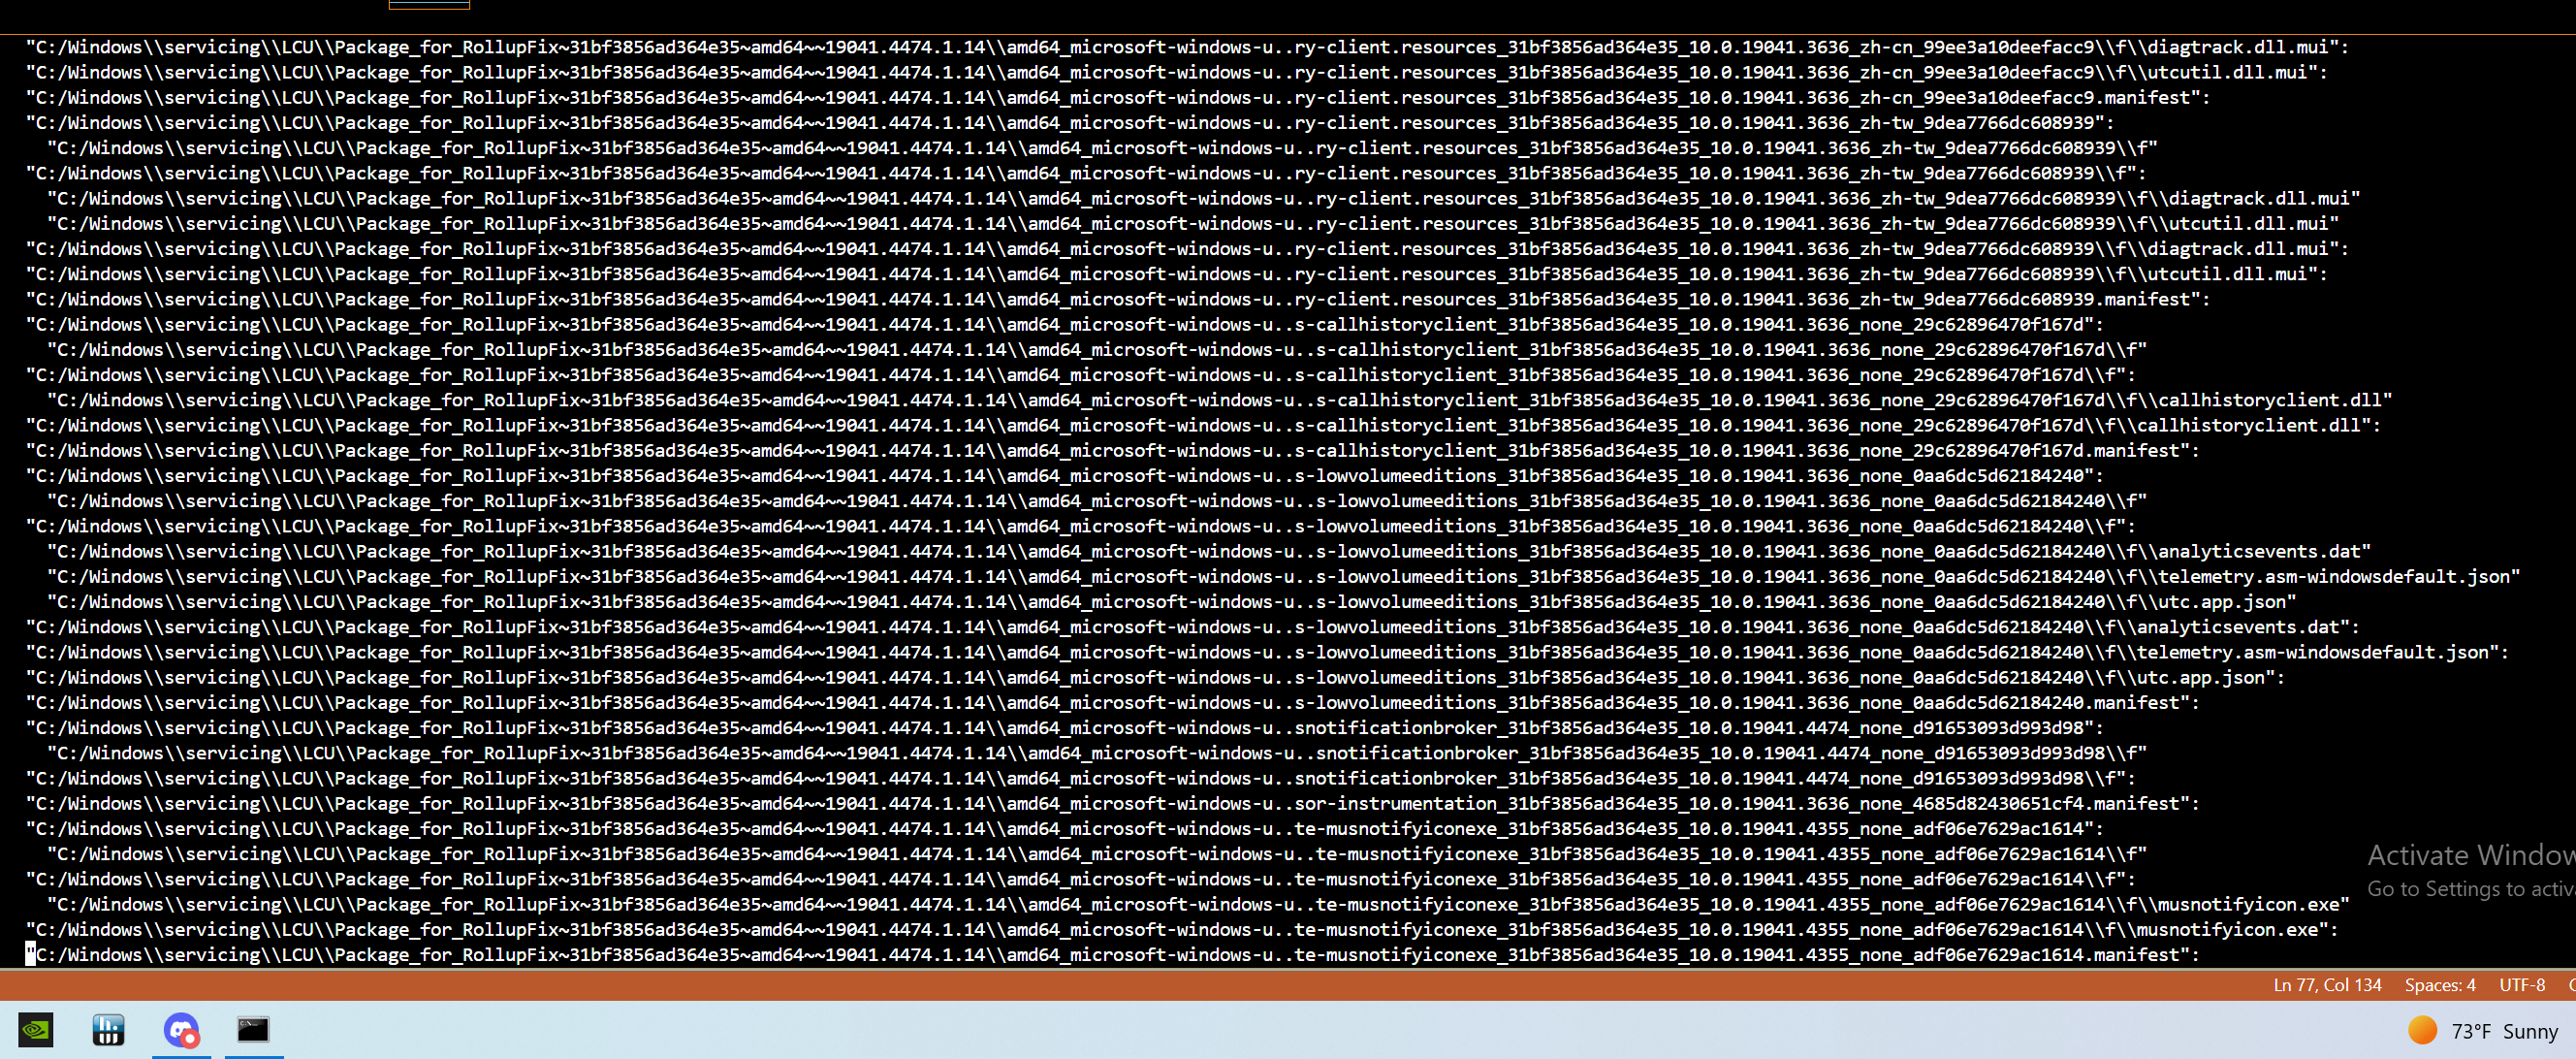 "C:/Windows\\servicing\\LCU\\Package_for_RollupFix~31bf3856ad364e35~amd64~~19041.4474.1.14\\amd64_microsoft-windows-u..ry-client.resources_31bf3856ad364e35_10.0.19041.3636_zh-cn_99ee3a10deefacc9\\f\\diagtrack.dll.mui":
"C:/Windows\\servicing\\LCU\\Package_for_RollupFix~31bf3856ad364e35~amd64~~19041.4474.1.14\\amd64_microsoft-windows-u..ry-client.resources_31bf3856ad364e35_10.0.19041.3636_zh-cn_99ee3a10deefacc9\\f\\utcutil.dll.mui":
"C:/Windows\\servicing\\LCU\\Package_for_RollupFix~31bf3856ad364e35~amd64~~19041.4474.1.14\\amd64_microsoft-windows-u..ry-client.resources_31bf3856ad364e35_10.0.19041.3636_zh-cn_99ee3a10deefacc9.manifest":
"C:/Windows\\servicing\\LCU\\Package_for_RollupFix~31bf3856ad364e35~amd64~~19041.4474.1.14\\amd64_microsoft-windows-u..ry-client.resources_31bf3856ad364e35_10.0.19041.3636_zh-tw_9dea7766dc608939":
  "C:/Windows\\servicing\\LCU\\Package_for_RollupFix~31bf3856ad364e35~amd64~~19041.4474.1.14\\amd64_microsoft-windows-u..ry-client.resources_31bf3856ad364e35_10.0.19041.3636_zh-tw_9dea7766dc608939\\f"
"C:/Windows\\servicing\\LCU\\Package_for_RollupFix~31bf3856ad364e35~amd64~~19041.4474.1.14\\amd64_microsoft-windows-u..ry-client.resources_31bf3856ad364e35_10.0.19041.3636_zh-tw_9dea7766dc608939\\f":
  "C:/Windows\\servicing\\LCU\\Package_for_RollupFix~31bf3856ad364e35~amd64~~19041.4474.1.14\\amd64_microsoft-windows-u..ry-client.resources_31bf3856ad364e35_10.0.19041.3636_zh-tw_9dea7766dc608939\\f\\diagtrack.dll.mui"
  "C:/Windows\\servicing\\LCU\\Package_for_RollupFix~31bf3856ad364e35~amd64~~19041.4474.1.14\\amd64_microsoft-windows-u..ry-client.resources_31bf3856ad364e35_10.0.19041.3636_zh-tw_9dea7766dc608939\\f\\utcutil.dll.mui"
"C:/Windows\\servicing\\LCU\\Package_for_RollupFix~31bf3856ad364e35~amd64~~19041.4474.1.14\\amd64_microsoft-windows-u..ry-client.resources_31bf3856ad364e35_10.0.19041.3636_zh-tw_9dea7766dc608939\\f\\diagtrack.dll.mui":
"C:/Windows\\servicing\\LCU\\Package_for_RollupFix~31bf3856ad364e35~amd64~~19041.4474.1.14\\amd64_microsoft-windows-u..ry-client.resources_31bf3856ad364e35_10.0.19041.3636_zh-tw_9dea7766dc608939\\f\\utcutil.dll.mui":
"C:/Windows\\servicing\\LCU\\Package_for_RollupFix~31bf3856ad364e35~amd64~~19041.4474.1.14\\amd64_microsoft-windows-u..ry-client.resources_31bf3856ad364e35_10.0.19041.3636_zh-tw_9dea7766dc608939.manifest":
"C:/Windows\\servicing\\LCU\\Package_for_RollupFix~31bf3856ad364e35~amd64~~19041.4474.1.14\\amd64_microsoft-windows-u..s-callhistoryclient_31bf3856ad364e35_10.0.19041.3636_none_29c62896470f167d":
  "C:/Windows\\servicing\\LCU\\Package_for_RollupFix~31bf3856ad364e35~amd64~~19041.4474.1.14\\amd64_microsoft-windows-u..s-callhistoryclient_31bf3856ad364e35_10.0.19041.3636_none_29c62896470f167d\\f"
"C:/Windows\\servicing\\LCU\\Package_for_RollupFix~31bf3856ad364e35~amd64~~19041.4474.1.14\\amd64_microsoft-windows-u..s-callhistoryclient_31bf3856ad364e35_10.0.19041.3636_none_29c62896470f167d\\f":
  "C:/Windows\\servicing\\LCU\\Package_for_RollupFix~31bf3856ad364e35~amd64~~19041.4474.1.14\\amd64_microsoft-windows-u..s-callhistoryclient_31bf3856ad364e35_10.0.19041.3636_none_29c62896470f167d\\f\\callhistoryclient.dll"
"C:/Windows\\servicing\\LCU\\Package_for_RollupFix~31bf3856ad364e35~amd64~~19041.4474.1.14\\amd64_microsoft-windows-u..s-callhistoryclient_31bf3856ad364e35_10.0.19041.3636_none_29c62896470f167d\\f\\callhistoryclient.dll":
"C:/Windows\\servicing\\LCU\\Package_for_RollupFix~31bf3856ad364e35~amd64~~19041.4474.1.14\\amd64_microsoft-windows-u..s-callhistoryclient_31bf3856ad364e35_10.0.19041.3636_none_29c62896470f167d.manifest":
"C:/Windows\\servicing\\LCU\\Package_for_RollupFix~31bf3856ad364e35~amd64~~19041.4474.1.14\\amd64_microsoft-windows-u..s-lowvolumeeditions_31bf3856ad364e35_10.0.19041.3636_none_0aa6dc5d62184240":
  "C:/Windows\\servicing\\LCU\\Package_for_RollupFix~31bf3856ad364e35~amd64~~19041.4474.1.14\\amd64_microsoft-windows-u..s-lowvolumeeditions_31bf3856ad364e35_10.0.19041.3636_none_0aa6dc5d62184240\\f"
"C:/Windows\\servicing\\LCU\\Package_for_RollupFix~31bf3856ad364e35~amd64~~19041.4474.1.14\\amd64_microsoft-windows-u..s-lowvolumeeditions_31bf3856ad364e35_10.0.19041.3636_none_0aa6dc5d62184240\\f":
  "C:/Windows\\servicing\\LCU\\Package_for_RollupFix~31bf3856ad364e35~amd64~~19041.4474.1.14\\amd64_microsoft-windows-u..s-lowvolumeeditions_31bf3856ad364e35_10.0.19041.3636_none_0aa6dc5d62184240\\f\\analyticsevents.dat"
  "C:/Windows\\servicing\\LCU\\Package_for_RollupFix~31bf3856ad364e35~amd64~~19041.4474.1.14\\amd64_microsoft-windows-u..s-lowvolumeeditions_31bf3856ad364e35_10.0.19041.3636_none_0aa6dc5d62184240\\f\\telemetry.asm-windowsdefault.json"
  "C:/Windows\\servicing\\LCU\\Package_for_RollupFix~31bf3856ad364e35~amd64~~19041.4474.1.14\\amd64_microsoft-windows-u..s-lowvolumeeditions_31bf3856ad364e35_10.0.19041.3636_none_0aa6dc5d62184240\\f\\utc.app.json"
"C:/Windows\\servicing\\LCU\\Package_for_RollupFix~31bf3856ad364e35~amd64~~19041.4474.1.14\\amd64_microsoft-windows-u..s-lowvolumeeditions_31bf3856ad364e35_10.0.19041.3636_none_0aa6dc5d62184240\\f\\analyticsevents.dat":
"C:/Windows\\servicing\\LCU\\Package_for_RollupFix~31bf3856ad364e35~amd64~~19041.4474.1.14\\amd64_microsoft-windows-u..s-lowvolumeeditions_31bf3856ad364e35_10.0.19041.3636_none_0aa6dc5d62184240\\f\\telemetry.asm-windowsdefault.json":
"C:/Windows\\servicing\\LCU\\Package_for_RollupFix~31bf3856ad364e35~amd64~~19041.4474.1.14\\amd64_microsoft-windows-u..s-lowvolumeeditions_31bf3856ad364e35_10.0.19041.3636_none_0aa6dc5d62184240\\f\\utc.app.json":
"C:/Windows\\servicing\\LCU\\Package_for_RollupFix~31bf3856ad364e35~amd64~~19041.4474.1.14\\amd64_microsoft-windows-u..s-lowvolumeeditions_31bf3856ad364e35_10.0.19041.3636_none_0aa6dc5d62184240.manifest":
"C:/Windows\\servicing\\LCU\\Package_for_RollupFix~31bf3856ad364e35~amd64~~19041.4474.1.14\\amd64_microsoft-windows-u..snotificationbroker_31bf3856ad364e35_10.0.19041.4474_none_d91653093d993d98":
  "C:/Windows\\servicing\\LCU\\Package_for_RollupFix~31bf3856ad364e35~amd64~~19041.4474.1.14\\amd64_microsoft-windows-u..snotificationbroker_31bf3856ad364e35_10.0.19041.4474_none_d91653093d993d98\\f"
"C:/Windows\\servicing\\LCU\\Package_for_RollupFix~31bf3856ad364e35~amd64~~19041.4474.1.14\\amd64_microsoft-windows-u..snotificationbroker_31bf3856ad364e35_10.0.19041.4474_none_d91653093d993d98\\f":
"C:/Windows\\servicing\\LCU\\Package_for_RollupFix~31bf3856ad364e35~amd64~~19041.4474.1.14\\amd64_microsoft-windows-u..sor-instrumentation_31bf3856ad364e35_10.0.19041.3636_none_4685d82430651cf4.manifest":
"C:/Windows\\servicing\\LCU\\Package_for_RollupFix~31bf3856ad364e35~amd64~~19041.4474.1.14\\amd64_microsoft-windows-u..te-musnotifyiconexe_31bf3856ad364e35_10.0.19041.4355_none_adf06e7629ac1614":
  "C:/Windows\\servicing\\LCU\\Package_for_RollupFix~31bf3856ad364e35~amd64~~19041.4474.1.14\\amd64_microsoft-windows-u..te-musnotifyiconexe_31bf3856ad364e35_10.0.19041.4355_none_adf06e7629ac1614\\f"
"C:/Windows\\servicing\\LCU\\Package_for_RollupFix~31bf3856ad364e35~amd64~~19041.4474.1.14\\amd64_microsoft-windows-u..te-musnotifyiconexe_31bf3856ad364e35_10.0.19041.4355_none_adf06e7629ac1614\\f":
  "C:/Windows\\servicing\\LCU\\Package_for_RollupFix~31bf3856ad364e35~amd64~~19041.4474.1.14\\amd64_microsoft-windows-u..te-musnotifyiconexe_31bf3856ad364e35_10.0.19041.4355_none_adf06e7629ac1614\\f\\musnotifyicon.exe"
"C:/Windows\\servicing\\LCU\\Package_for_RollupFix~31bf3856ad364e35~amd64~~19041.4474.1.14\\amd64_microsoft-windows-u..te-musnotifyiconexe_31bf3856ad364e35_10.0.19041.4355_none_adf06e7629ac1614\\f\\musnotifyicon.exe":
"C:/Windows\\servicing\\LCU\\Package_for_RollupFix~31bf3856ad364e35~amd64~~19041.4474.1.14\\amd64_microsoft-windows-u..te-musnotifyiconexe_31bf3856ad364e35_10.0.19041.4355_none_adf06e7629ac1614.manifest":
Activate Window
Go to Settings to activ
Ln 77, Col 134 Spaces: 4 UTF-8
73°F Sunny